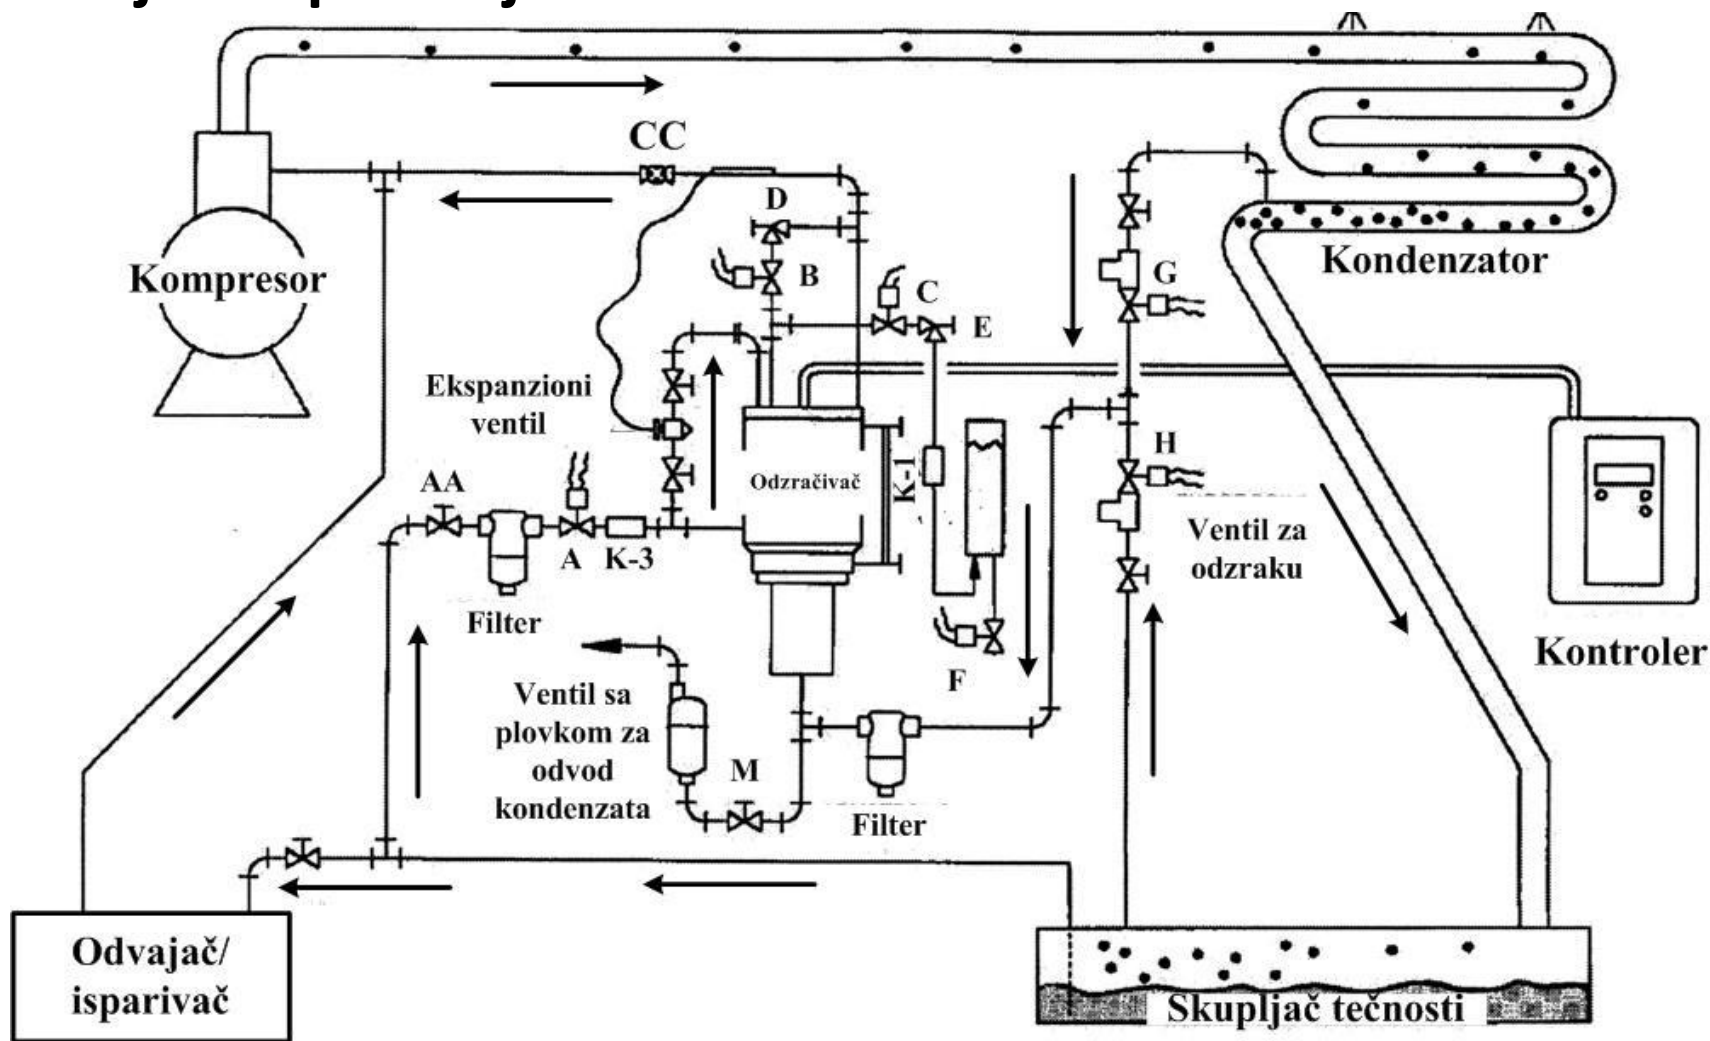 CC
D
Kompresor
B
C
G
Kondenzator
E
Ekspanzioni
ventil
H
AA
Odzračivač
K-1
A
K-3
Ventil za
odzraku
Filter
Kontroler
F
Ventil sa
plovkom za
odvod
kondenzata
M
Filter
Odvajač/
isparivač
Skupljač tečnosti